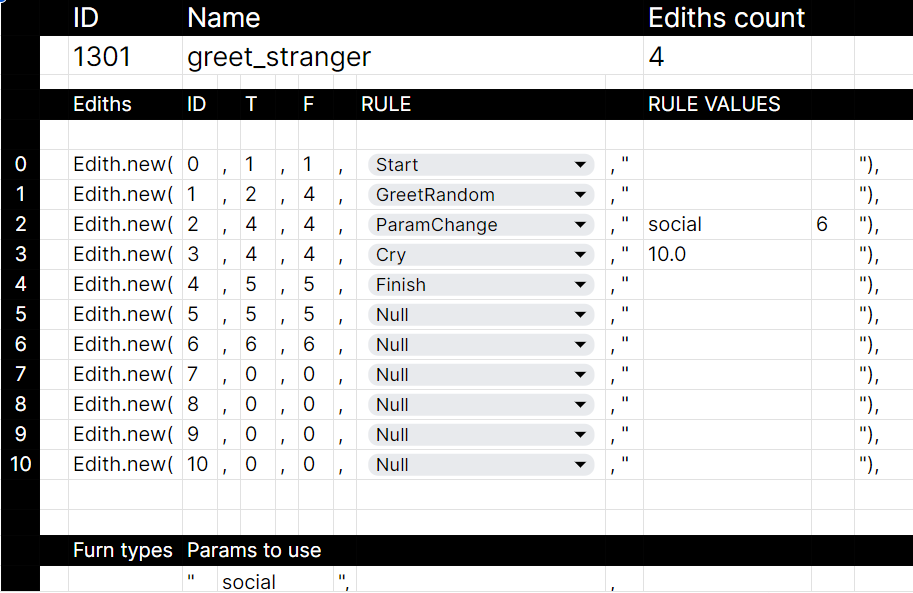 ID Name Ediths count
1301 greet_stranger 4
Ediths ID T F RULE RULE VALUES
0 Edith.new( 0 , 1 , 1 , Start , " "),
1 Edith.new( 1 , 2 , 4 , GreetRandom , " "),
2 Edith.new( 2 , 4 , 4 , ParamChange , " social 6 "),
3 Edith.new( 3 , 4 , 4 , Cry , " 10.0 "),
4 Edith.new( 4 , 5 , 5 , Finish , " "),
5 Edith.new( 5 , 5 , 5 , Null , " "),
6 Edith.new( 6 , 6 , 6 , Null , " "),
7 Edith.new( 7 , 0 , 0 , Null , " "),
8 Edith.new( 8 , 0 , 0 , Null , " "),
9 Edith.new( 9 , 0 , 0 , Null , " "),
10 Edith.new( 10 , 0 , 0 , Null , " "),
Furn types Params to use
" social ", ,